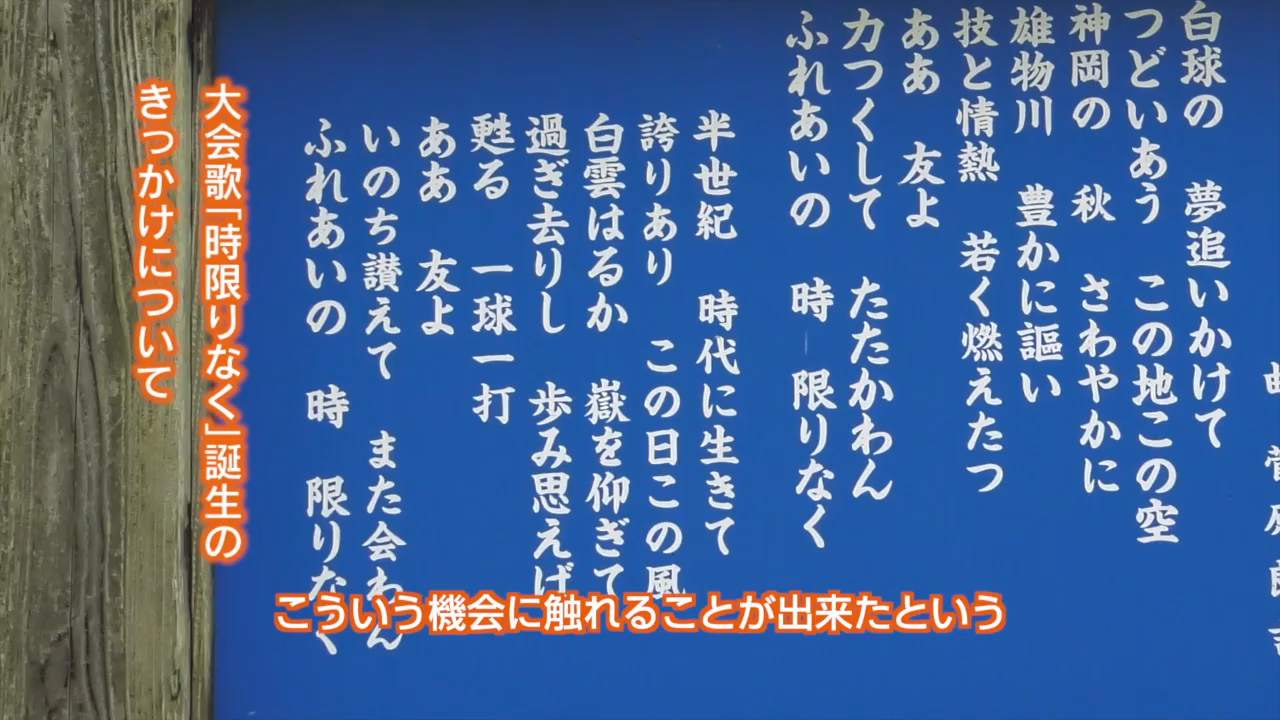 白球の 夢追いかけて
つどいあう この地この空
神岡の 秋 さわやかに
雄物川 豊かに謳い
技と情熱 若く燃えたつ
ああ 友よ
力つくして たたかわん
ふれあいの 時 限りなく
半世紀 時代に生きて
誇りあり この日この風
白雲はるか 嶽を仰ぎて
過ぎ去りし 歩み思えば
甦る 一球一打
ああ 友よ
いのち讃えて また会わん
ふれあいの 時 限りなく
大会歌「時限りなく」誕生の
きっかけについて
こういう機会に触れることが出来たという